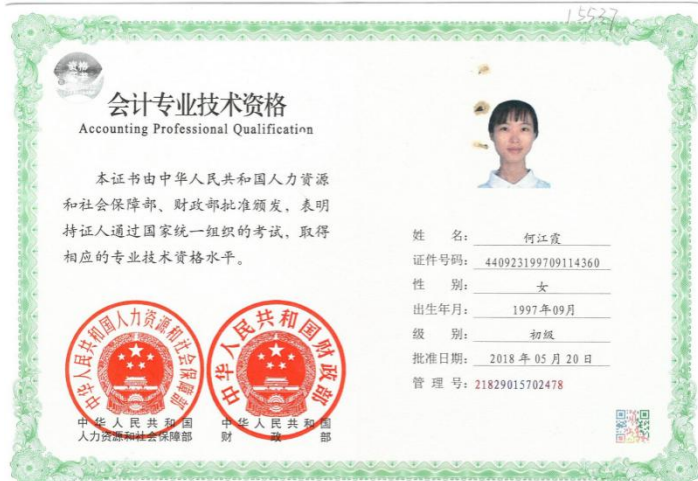 15537
资格
会计专业技术资格
Accounting Professional Qualification
本证书由中华人民共和国人力资源
和社会保障部、财政部批准颁发，表明
持证人通过国家统一组织的考试，取得
相应的专业技术资格水平。
中华人民共和国人力资源和社会保障部
中华人民共和国财政部
中华人民共和国
人力资源和社会保障部
中华人民共和国
财政部
姓名： 何江霞
证件号码： 440923199709114360
性别： 女
出生年月： 1997年09月
级别： 初级
批准日期： 2018 年 05 月 20 日
管理号： 21829015702478